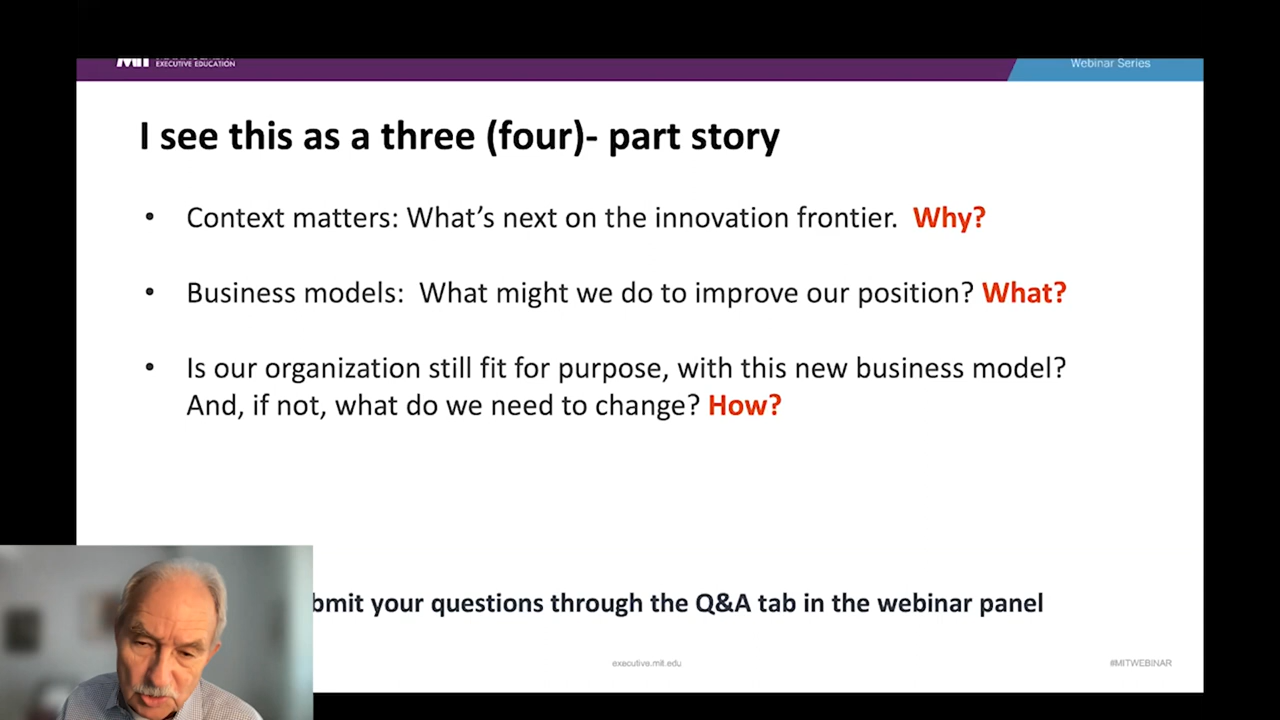 MIT
EXECUTIVE EDUCATION
Webinar Series
I see this as a three (four)- part story
• Context matters: What’s next on the innovation frontier. Why?
• Business models: What might we do to improve our position? What?
• Is our organization still fit for purpose, with this new business model?
And, if not, what do we need to change? How?
your questions through the Q&A tab in the webinar panel
executive.mit.edu
#MITWEBINAR